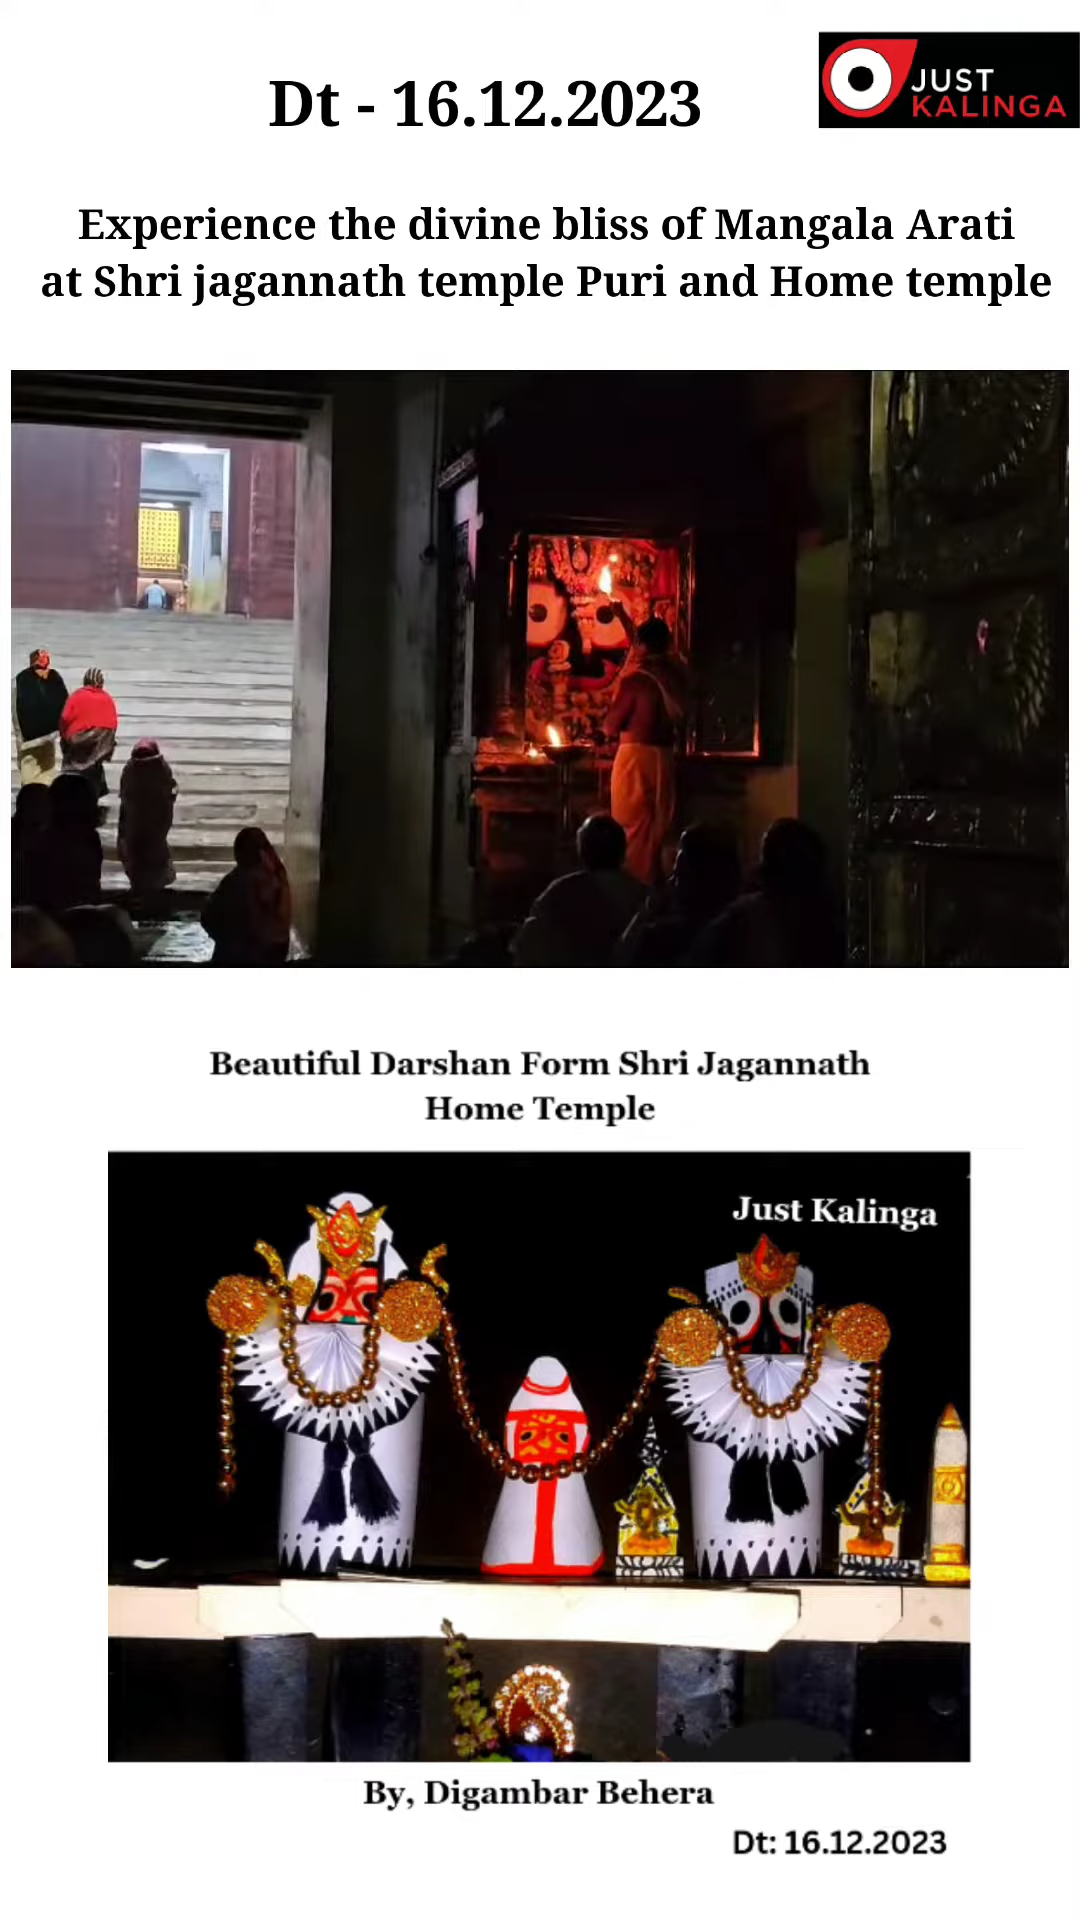 Dt - 16.12.2023
JUST
KALINGA
Experience the divine bliss of Mangala Arati
at Shri jagannath temple Puri and Home temple
Beautiful Darshan Form Shri Jagannath
Home Temple
Just Kalinga
By, Digambar Behera
Dt: 16.12.2023